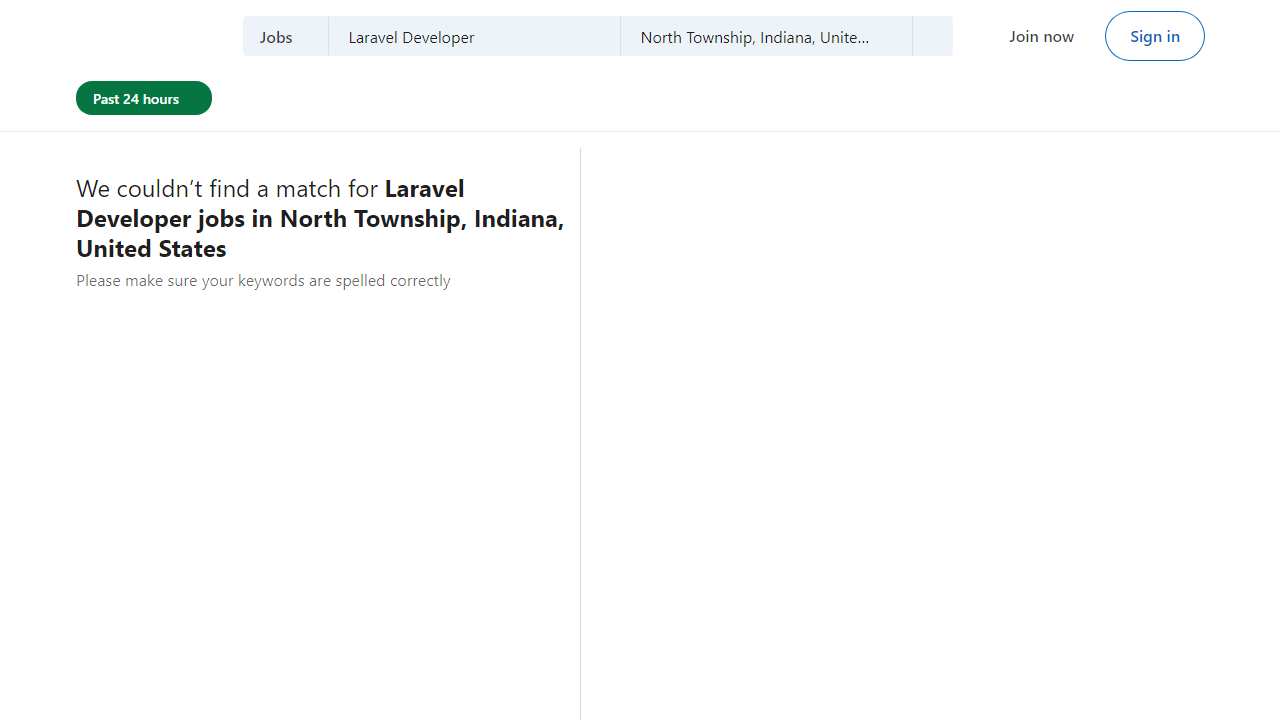 Jobs
Laravel Developer
North Township, Indiana, Unite...
Join now
Sign in
Past 24 hours
We couldn’t find a match for Laravel
Developer jobs in North Township, Indiana,
United States
Please make sure your keywords are spelled correctly